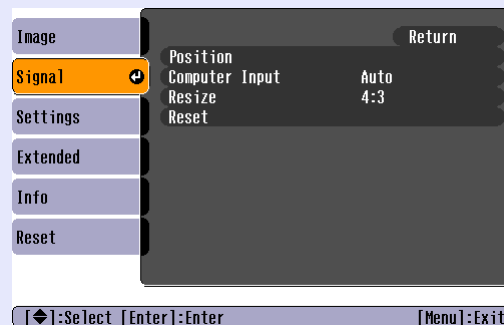 Image
Signal
Settings
Extended
Info
Reset
Return
Position
Computer Input Auto
Resize 4:3
Reset
[◆]:Select [Enter]:Enter [Menu]:Exit